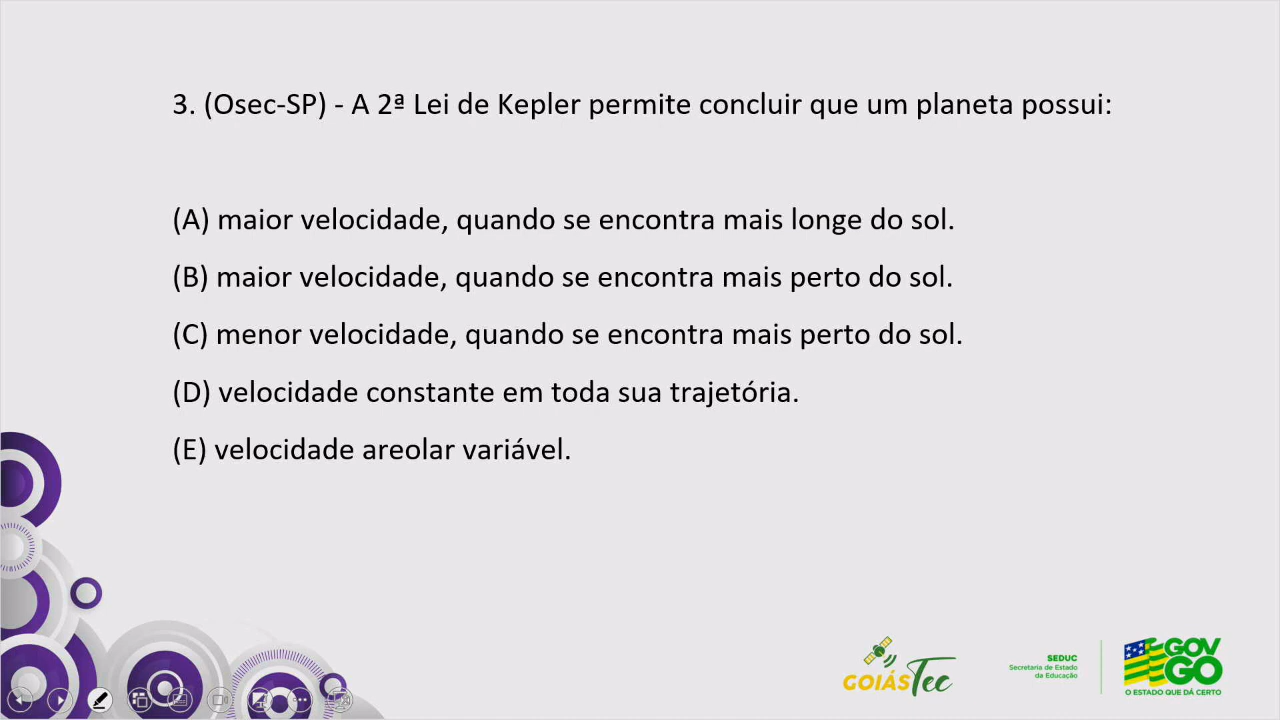 3. (Osec-SP) - A 2ª Lei de Kepler permite concluir que um planeta possui:
(A) maior velocidade, quando se encontra mais longe do sol.
(B) maior velocidade, quando se encontra mais perto do sol.
(C) menor velocidade, quando se encontra mais perto do sol.
(D) velocidade constante em toda sua trajetória.
(E) velocidade areolar variável.
GOIÁSTec
SEDUC
Secretaria de Estado
da Educação
GOV
GO
O ESTADO QUE DÁ CERTO